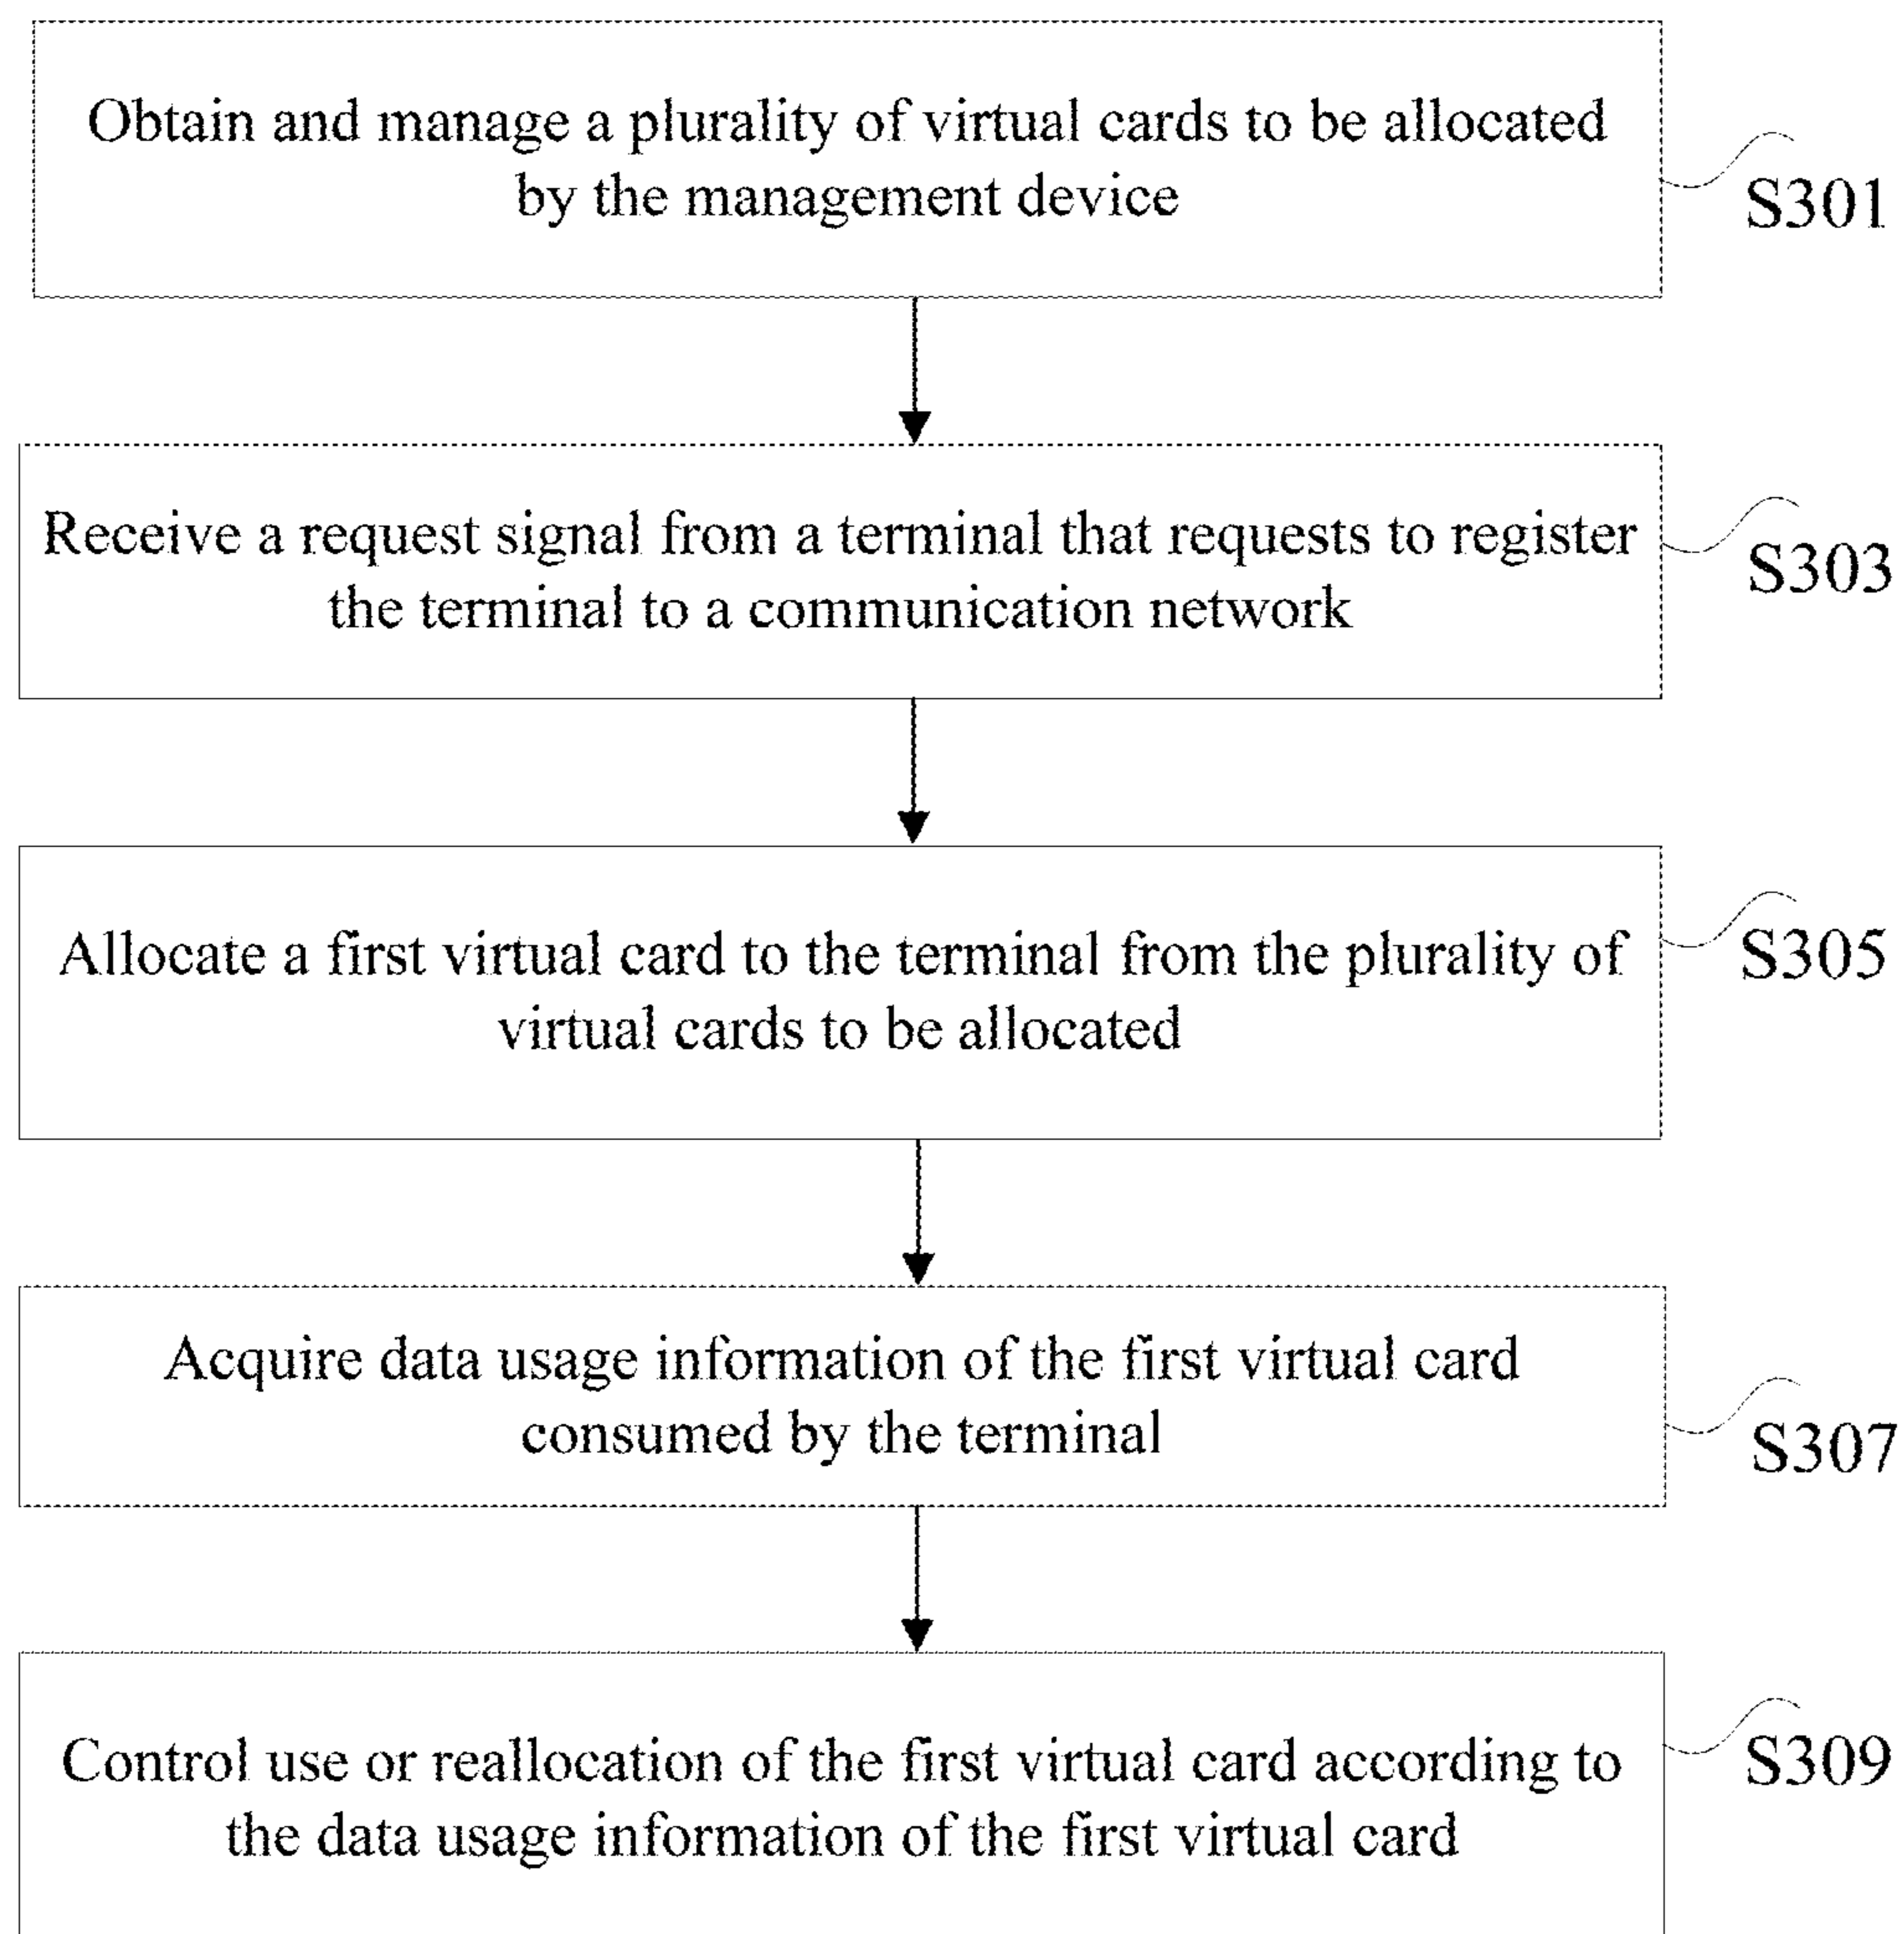 Obtain and manage a plurality of virtual cards to be allocated
by the management device
S301
Receive a request signal from a terminal that requests to register
the terminal to a communication network
S303
Allocate a first virtual card to the terminal from the plurality of
virtual cards to be allocated
S305
Acquire data usage information of the first virtual card
consumed by the terminal
S307
Control use or reallocation of the first virtual card according to
the data usage information of the first virtual card
S309